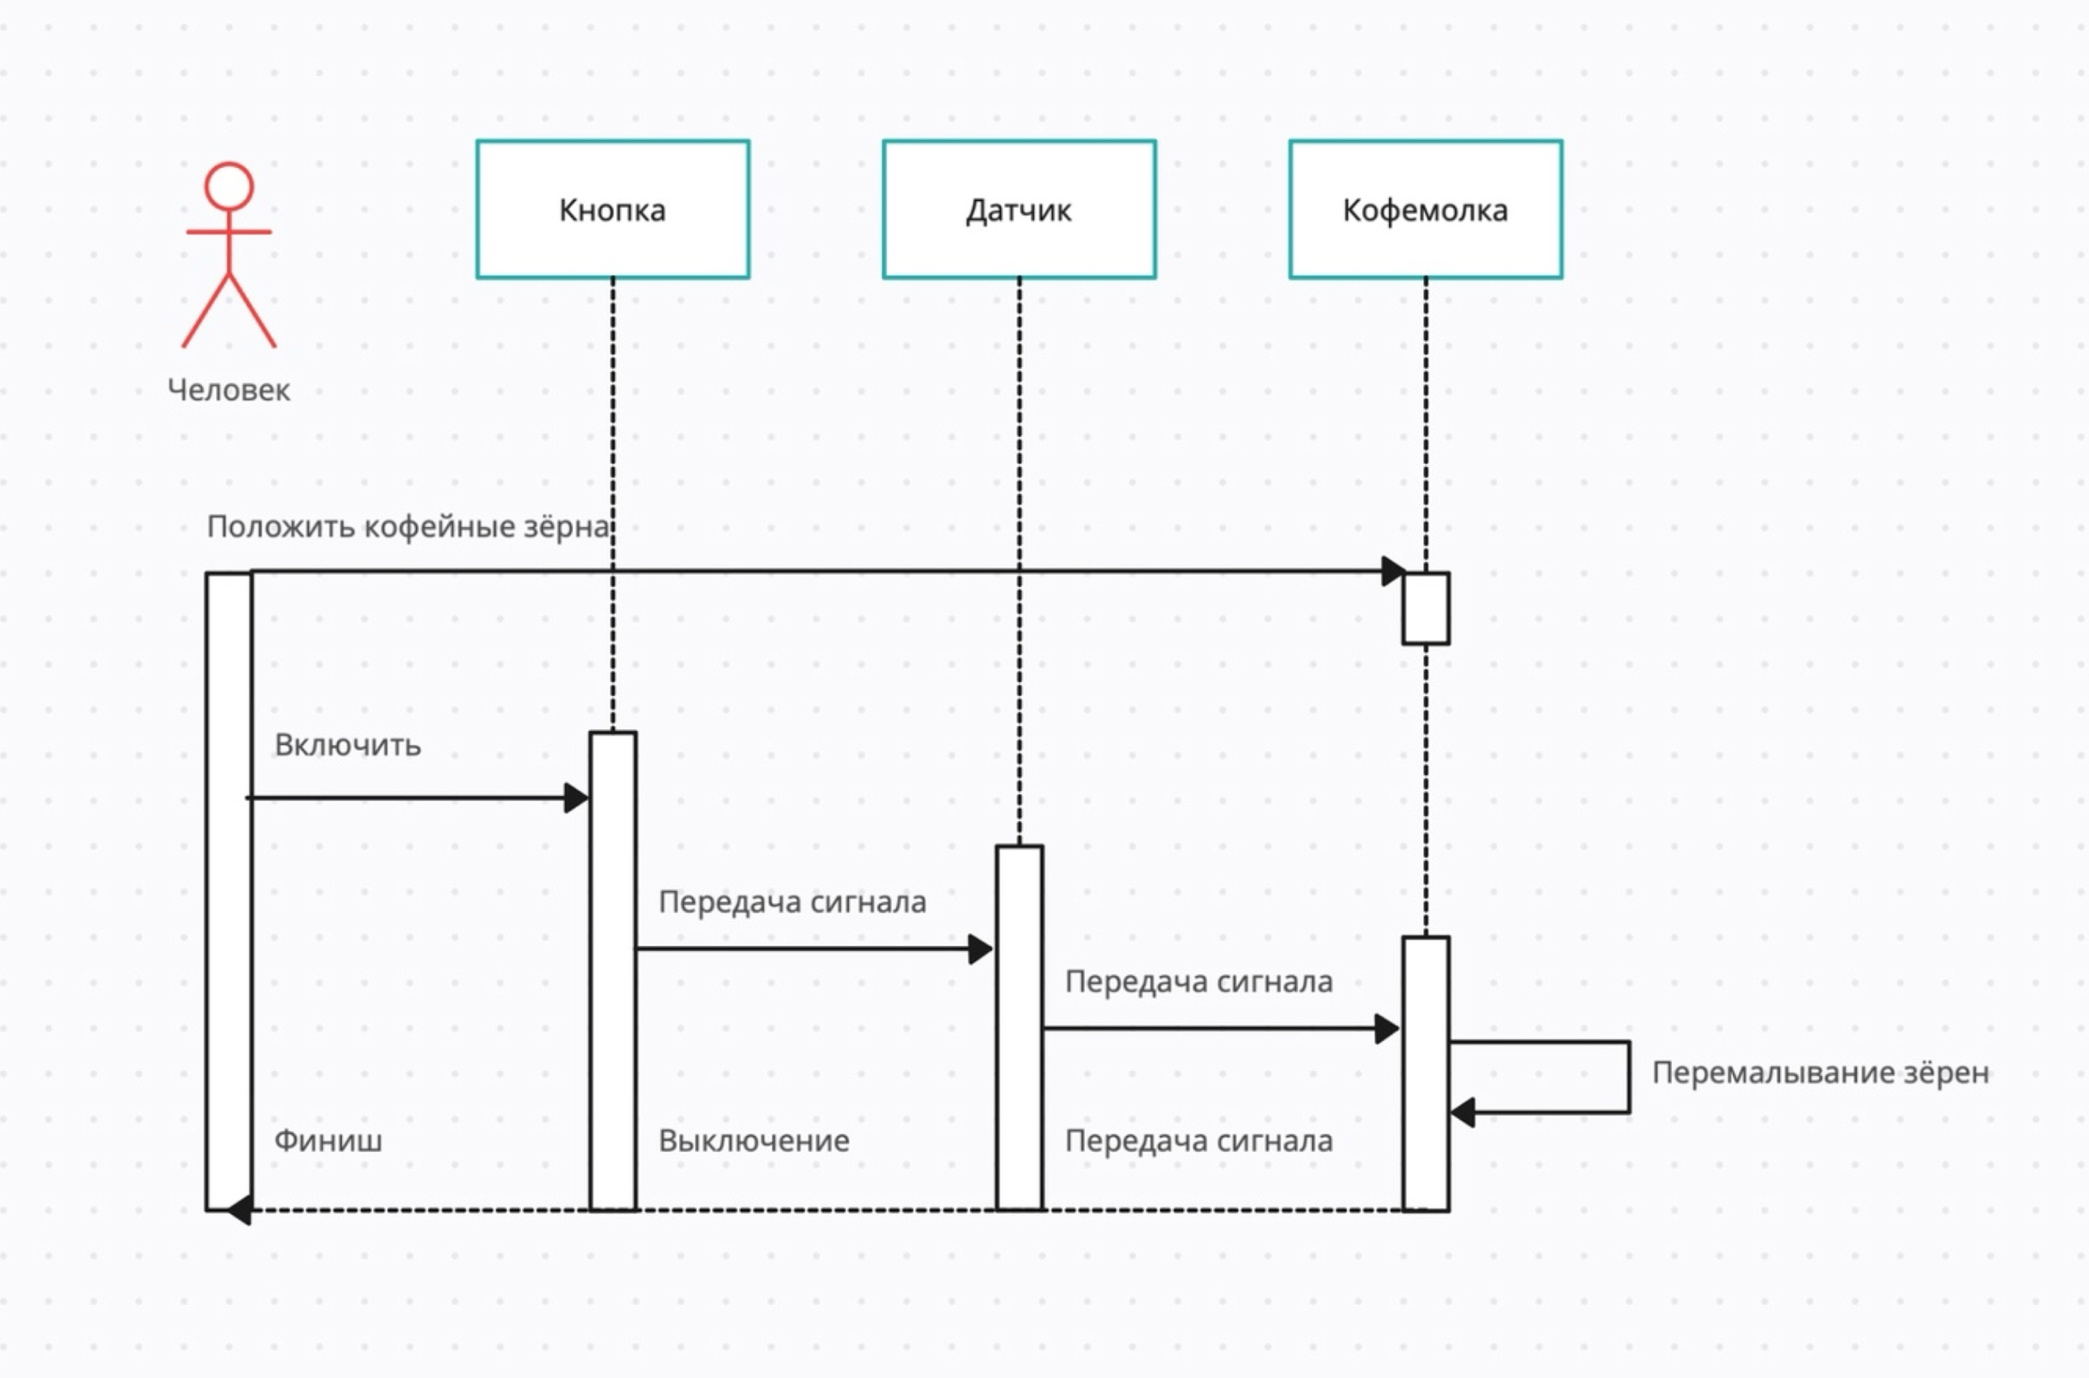 Кнопка
Датчик
Кофемолка
Человек
Положить кофейные зёрна
Включить
Передача сигнала
Передача сигнала
Перемалывание зёрен
Финиш
Выключение
Передача сигнала